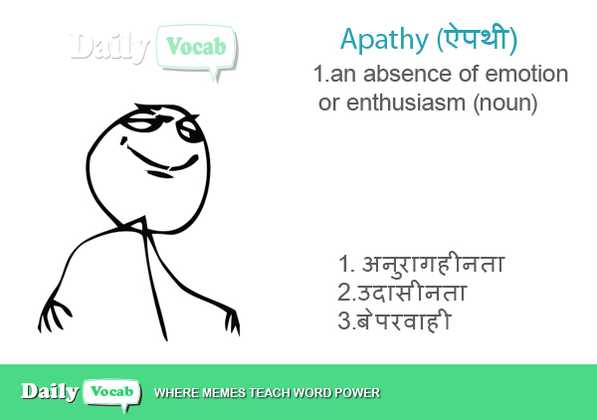 Daily Vocab
Apathy (ऐपथी)
1.an absence of emotion
or enthusiasm (noun)
1. अनुरागहीनता
2.उदासीनता
3.बेपरवाही
Daily Vocab WHERE MEMES TEACH WORD POWER